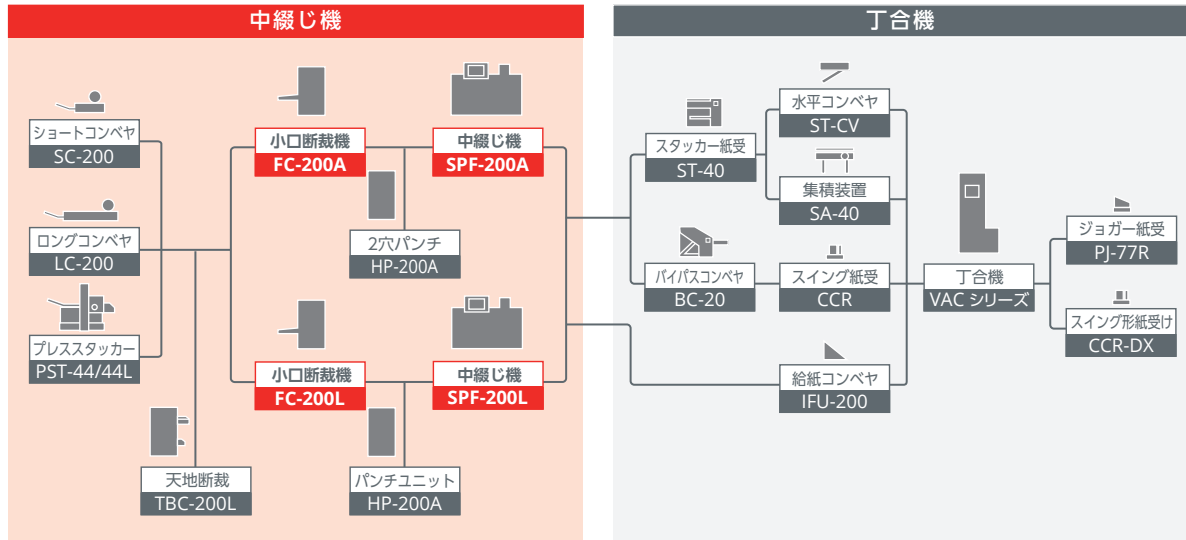 中綴じ機
ショートコンベヤ
SC-200
ロングコンベヤ
LC-200
プレススタッカー
PST-44/44L
天地断裁
TBC-200L
小口断裁機
FC-200A
中綴じ機
SPF-200A
2穴パンチ
HP-200A
小口断裁機
FC-200L
中綴じ機
SPF-200L
パンチユニット
HP-200A
丁合機
スタッカー紙受
ST-40
水平コンベヤ
ST-CV
集積装置
SA-40
バイパスコンベヤ
BC-20
スイング紙受
CCR
給紙コンベヤ
IFU-200
丁合機
VAC シリーズ
ジョガー紙受
PJ-77R
スイング形紙受け
CCR-DX